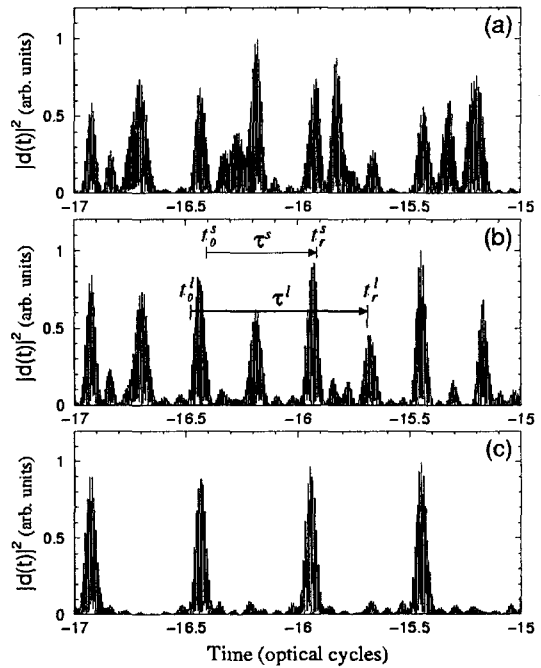 (a)
1
0.5
0
|d(t)|² (arb. units)
-17 -16.5 -16 -15.5 -15
(b)
t₀ˢ τˢ tᵣˢ
t₀ˡ τˡ tᵣˡ
1
0.5
0
|d(t)|² (arb. units)
-17 -16.5 -16 -15.5 -15
(c)
1
0.5
0
|d(t)|² (arb. units)
-17 -16.5 -16 -15.5 -15
Time (optical cycles)